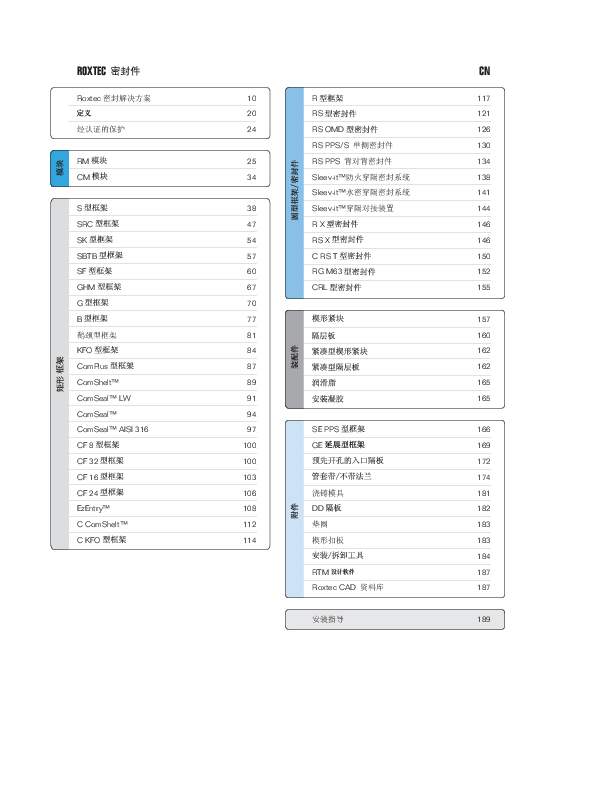 ROXTEC 密封件
CN
Roxtec 密封解决方案 10
定义 20
经认证的保护 24
模块
RM 模块 25
CM 模块 34
矩形 框架
S 型框架 38
SRC 型框架 47
SK 型框架 54
SBTB 型框架 57
SF 型框架 60
GHM 型框架 67
G 型框架 70
B 型框架 77
鹅颈型框架 81
KFO 型框架 84
ComPlus 型框架 87
ComShelt™ 89
ComSeal™ LW 91
ComSeal™ 94
ComSeal™ AISI 316 97
CF 8 型框架 100
CF 32 型框架 100
CF 16 型框架 103
CF 24 型框架 106
EzEntry™ 108
C ComShelt™ 112
C KFO 型框架 114
圆型框架/密封件
R 型框架 117
RS 型密封件 121
RS OMD 型密封件 126
RS PPS/S 单侧密封件 130
RS PPS 背对背密封件 134
Sleev-it™防火穿隔密封系统 138
Sleev-it™水密穿隔密封系统 141
Sleev-it™穿隔对接装置 144
R X 型密封件 146
RS X 型密封件 146
C RS T 型密封件 150
RG M63 型密封件 152
CRL 型密封件 155
装配件
楔形紧块 157
隔层板 160
紧凑型楔形紧块 162
紧凑型隔层板 162
润滑脂 165
安装凝胶 165
附件
SE PPS 型框架 166
GE 延展型框架 169
预先开孔的入口隔板 172
管套带/不带法兰 174
浇铸模具 181
DD 隔板 182
垫圈 183
楔形扣板 183
安装/拆卸工具 184
RTM 设计软件 187
Roxtec CAD 资料库 187
安装指导 189